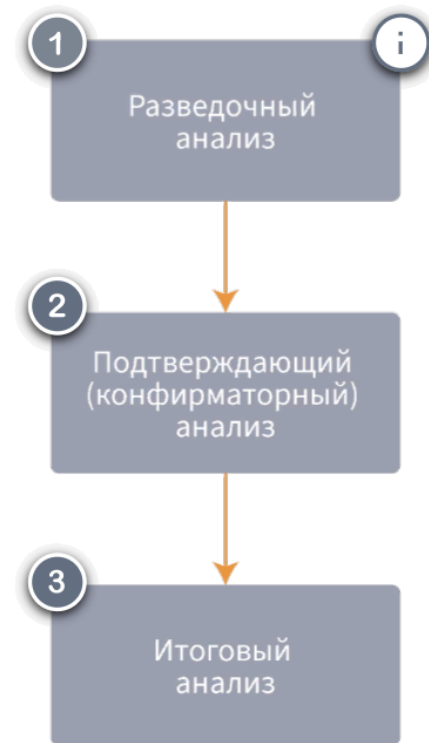 1
i
Разведочный
анализ
2
Подтверждающий
(конфирматорный)
анализ
3
Итоговый
анализ